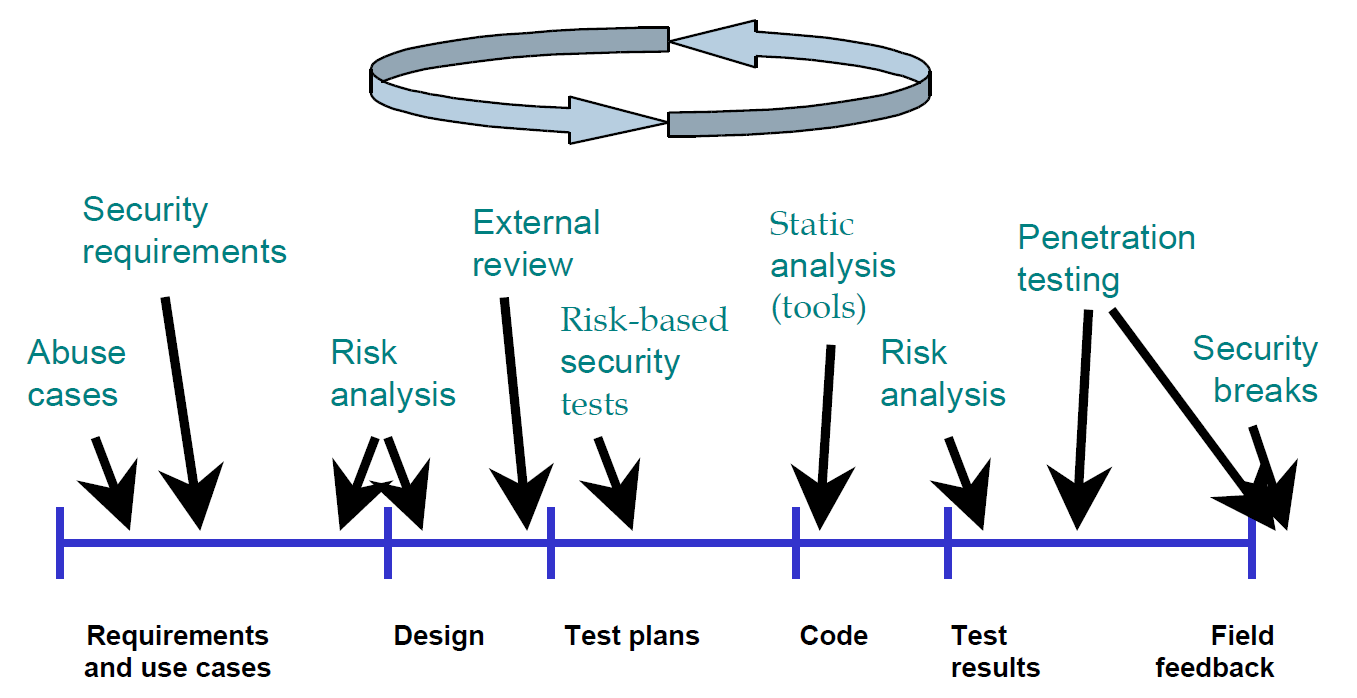 Security
requirements
External
review
Static
analysis
(tools)
Penetration
testing
Abuse
cases
Risk
analysis
Risk-based
security
tests
Risk
analysis
Security
breaks
Requirements
and use cases
Design
Test plans
Code
Test
results
Field
feedback